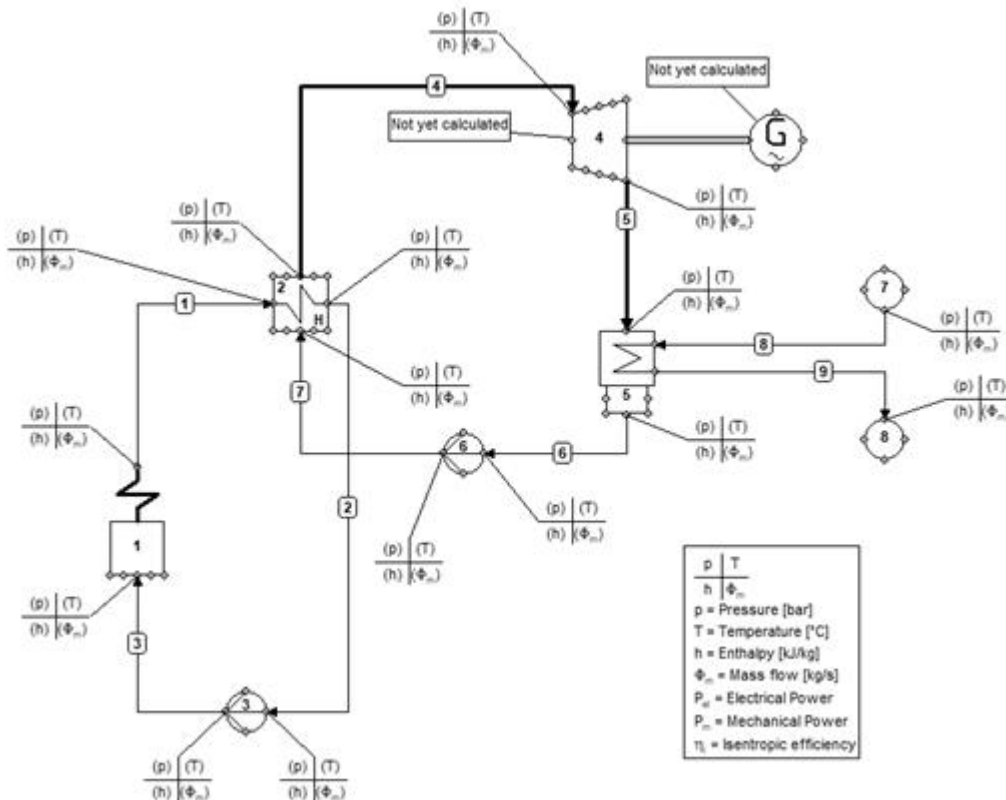 (p) | (T)
(h) | (Φₘ)
4
Not yet calculated
Not yet calculated
4
G
~
(p) | (T)
(h) | (Φₘ)
5
(p) | (T)
(h) | (Φₘ)
(p) | (T)
(h) | (Φₘ)
(p) | (T)
(h) | (Φₘ)
1
2
H
(p) | (T)
(h) | (Φₘ)
7
(p) | (T)
(h) | (Φₘ)
8
9
7
(p) | (T)
(h) | (Φₘ)
5
(p) | (T)
(h) | (Φₘ)
8
(p) | (T)
(h) | (Φₘ)
(p) | (T)
(h) | (Φₘ)
6
6
2
(p) | (T)
(h) | (Φₘ)
(p) | (T)
(h) | (Φₘ)
1
(p) | (T)
(h) | (Φₘ)
3
3
(p) | (T)
(h) | (Φₘ)
(p) | (T)
(h) | (Φₘ)
p | T
h | Φₘ
p = Pressure [bar]
T = Temperature [°C]
h = Enthalpy [kJ/kg]
Φₘ = Mass flow [kg/s]
Pₑₗ = Electrical Power
Pₘ = Mechanical Power
ηᵢ = Isentropic efficiency